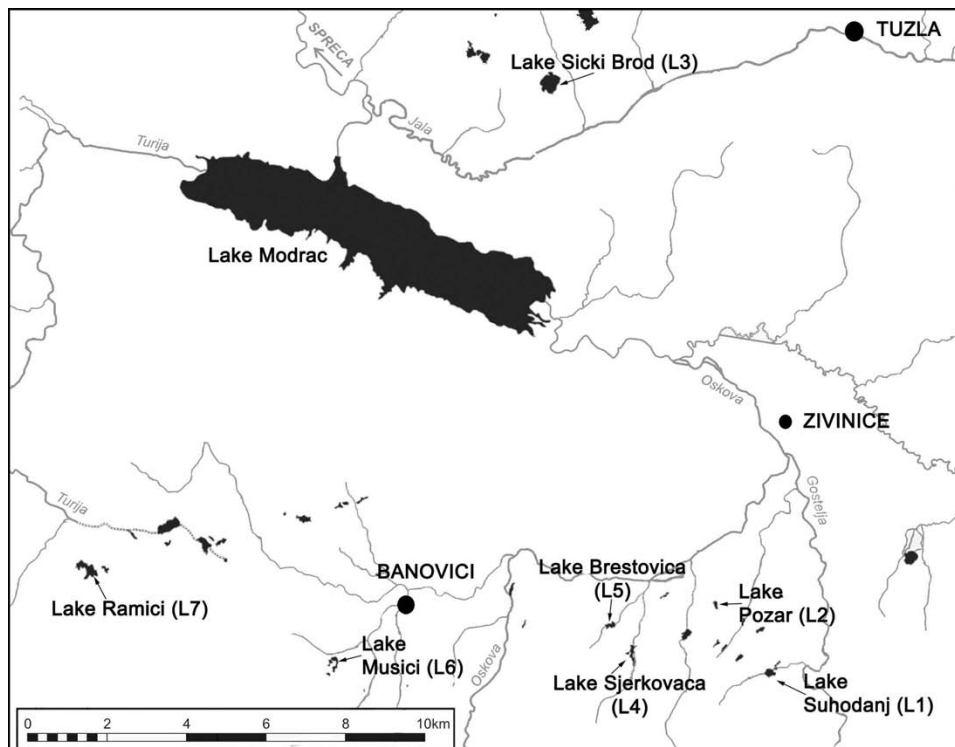 TUZLA
SPRECA
Lake Sicki Brod (L3)
Jala
Turija
Lake Modrac
Oskova
ZIVINICE
Turija
Gostelja
BANOVICI
Lake Brestovica
(L5)
Lake
Pozar (L2)
Lake Ramici (L7)
Lake
Musici (L6)
Oskova
Lake Sjerkovaca
(L4)
Lake
Suhodanj (L1)
0 2 4 6 8 10km